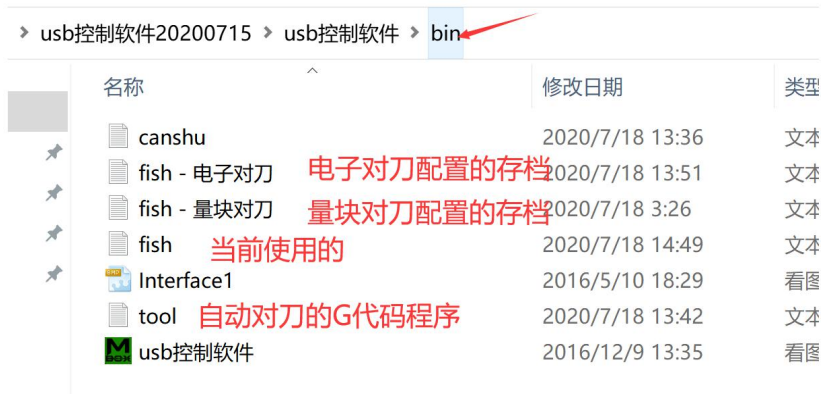 usb控制软件20200715 > usb控制软件 > bin
名称 修改日期 类型
canshu 2020/7/18 13:36 文本
fish - 电子对刀 电子对刀配置的存档 2020/7/18 13:51 文本
fish - 量块对刀 量块对刀配置的存档 2020/7/18 3:26 文本
fish 当前使用的 2020/7/18 14:49 文本
Interface1 2016/5/10 18:29 看图
tool 自动对刀的G代码程序 2020/7/18 13:42 文本
usb控制软件 2016/12/9 13:35 看图